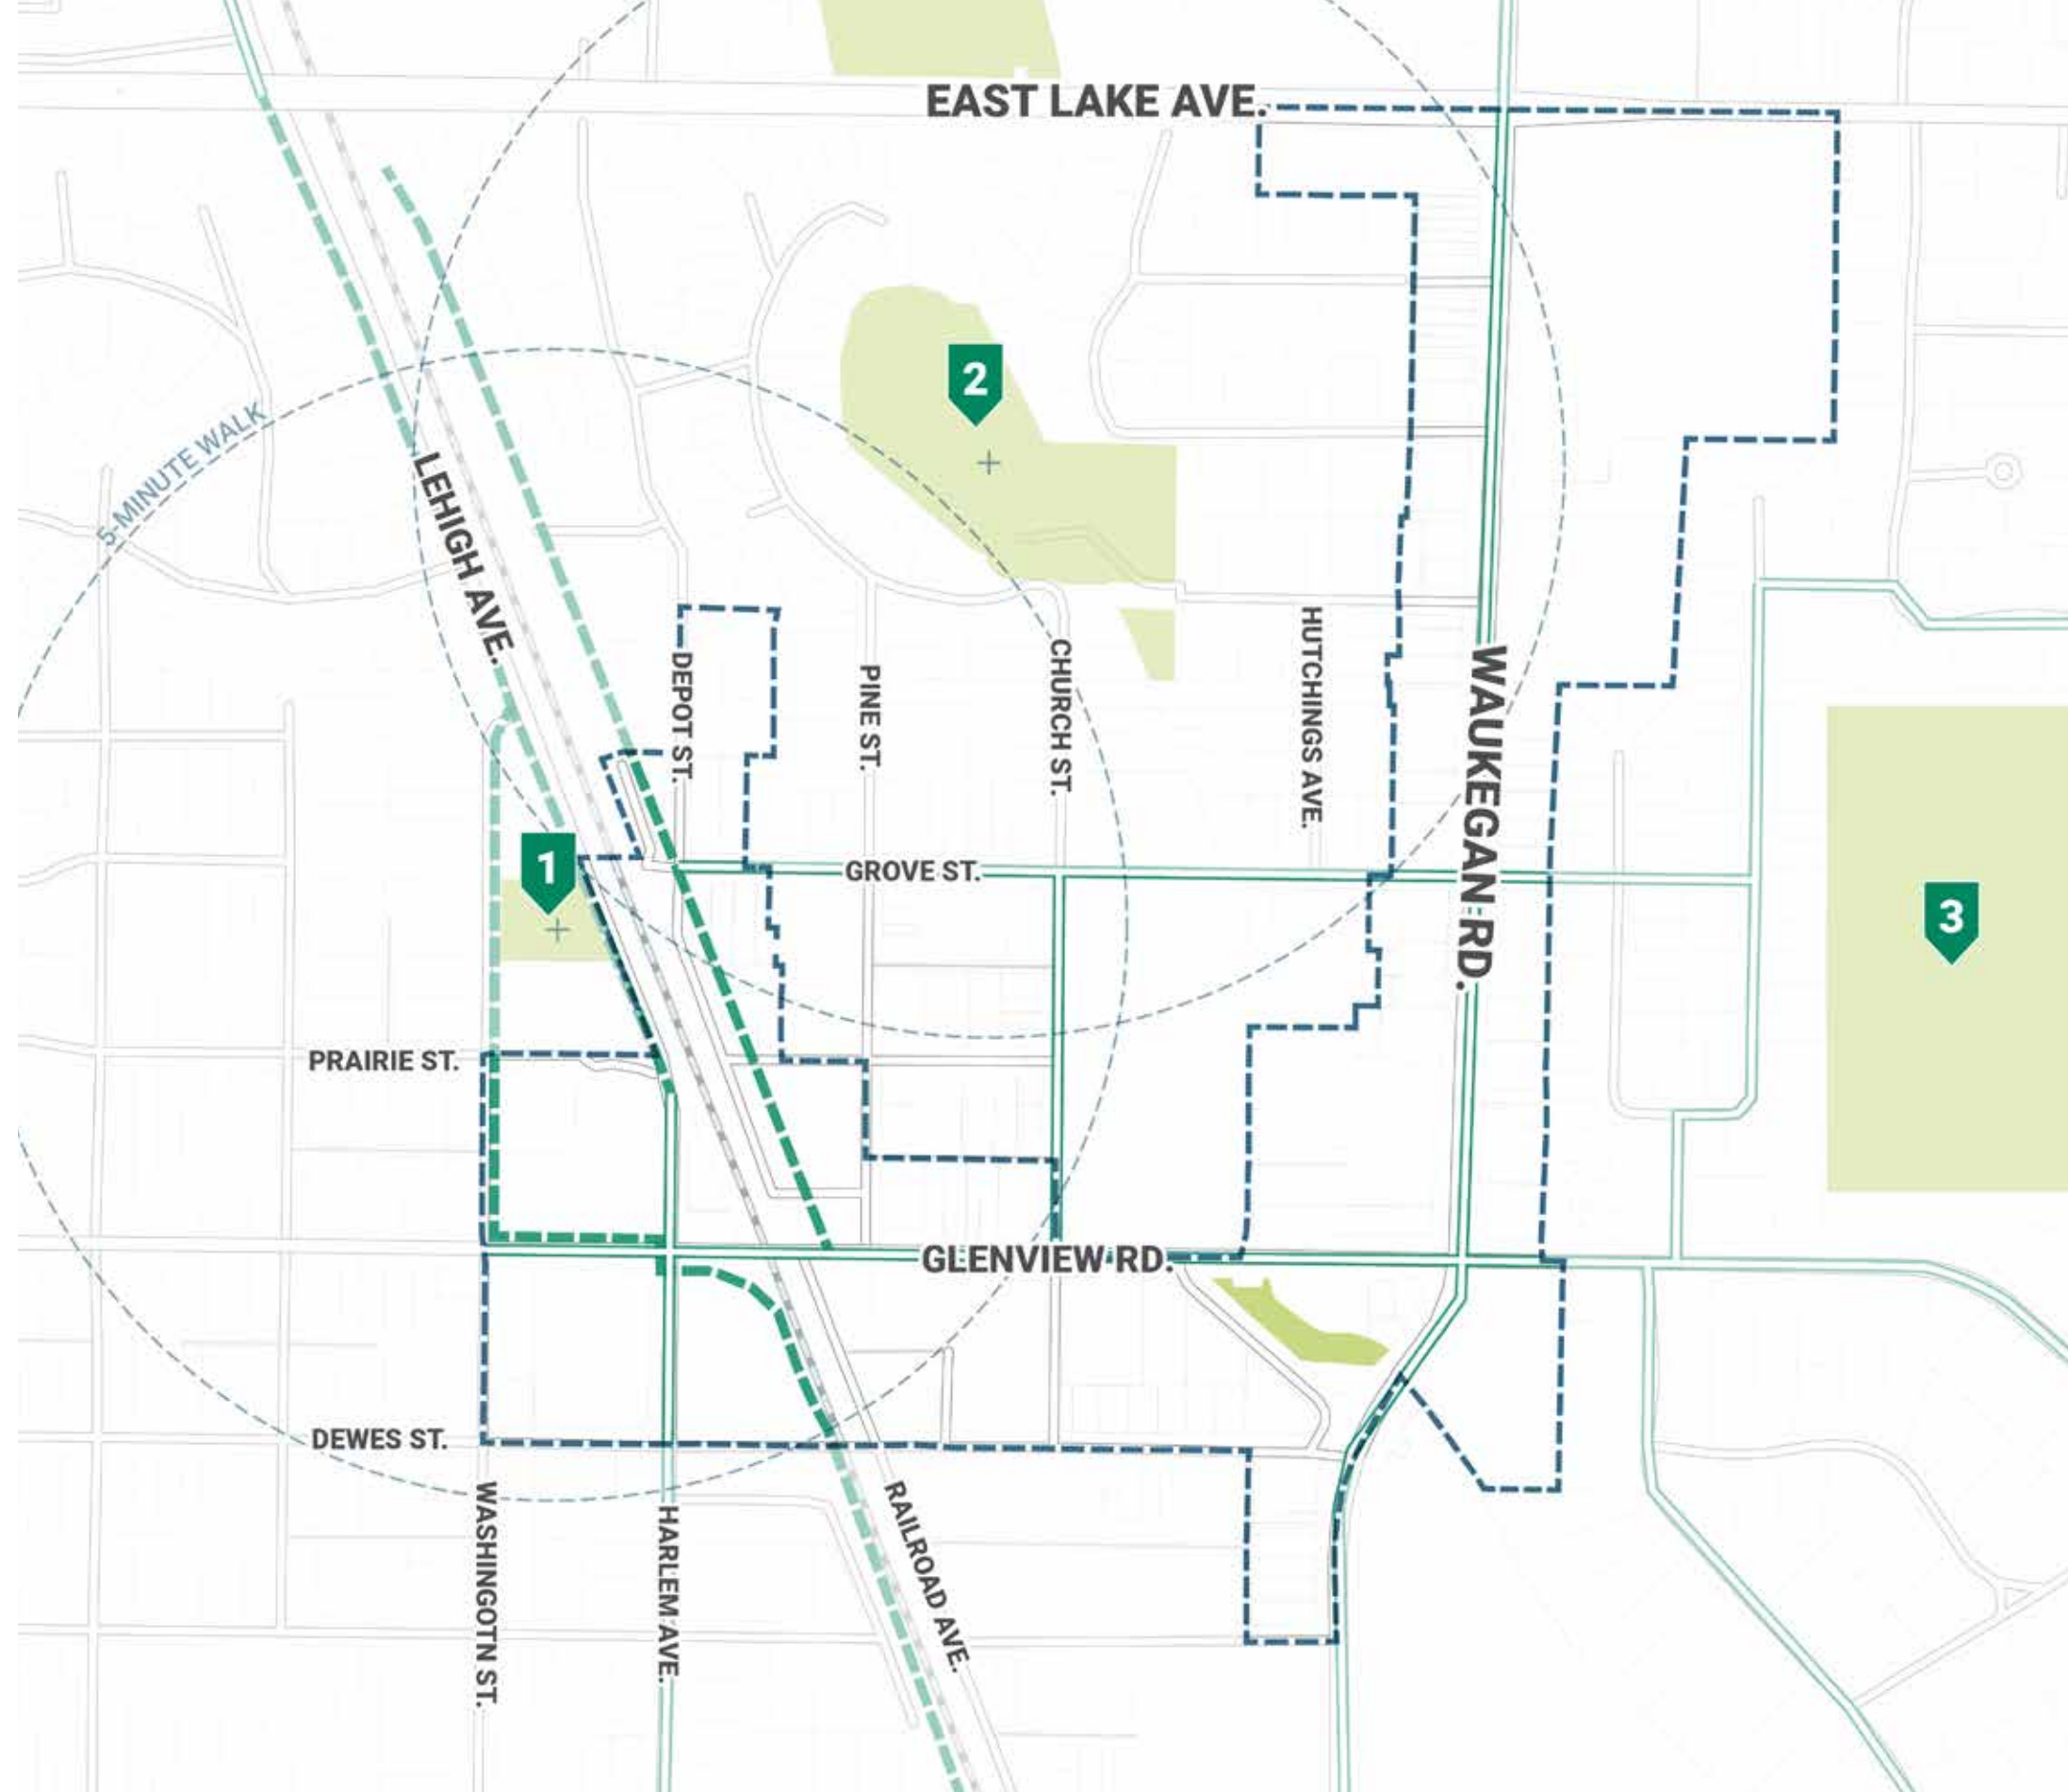 EAST LAKE AVE.
2
5-MINUTE WALK
LEHIGH AVE.
DEPOT ST.
PINE ST.
CHURCH ST.
HUTCHINGS AVE.
WAUKEGAN RD.
1
GROVE ST.
3
PRAIRIE ST.
GLENVIEW RD.
DEWES ST.
WASHINGOTN ST.
HARLEM AVE.
RAILROAD AVE.